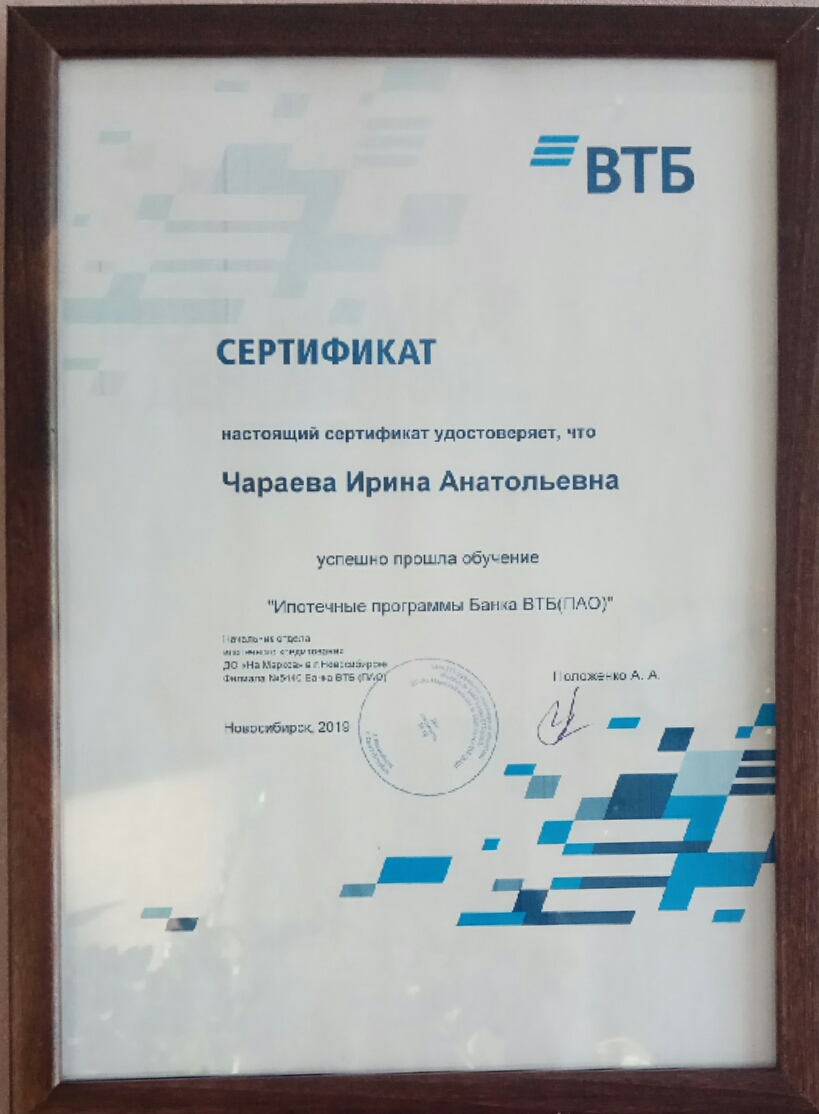 ВТБ
СЕРТИФИКАТ
настоящий сертификат удостоверяет, что
Чараева Ирина Анатольевна
успешно прошла обучение
"Ипотечные программы Банка ВТБ(ПАО)"
Начальник отдела
ипотечного кредитования
ДО «На Маркса» в г.Новосибирске
Филиала №5440 Банка ВТБ (ПАО)
Положенко А. А.
Новосибирск, 2019